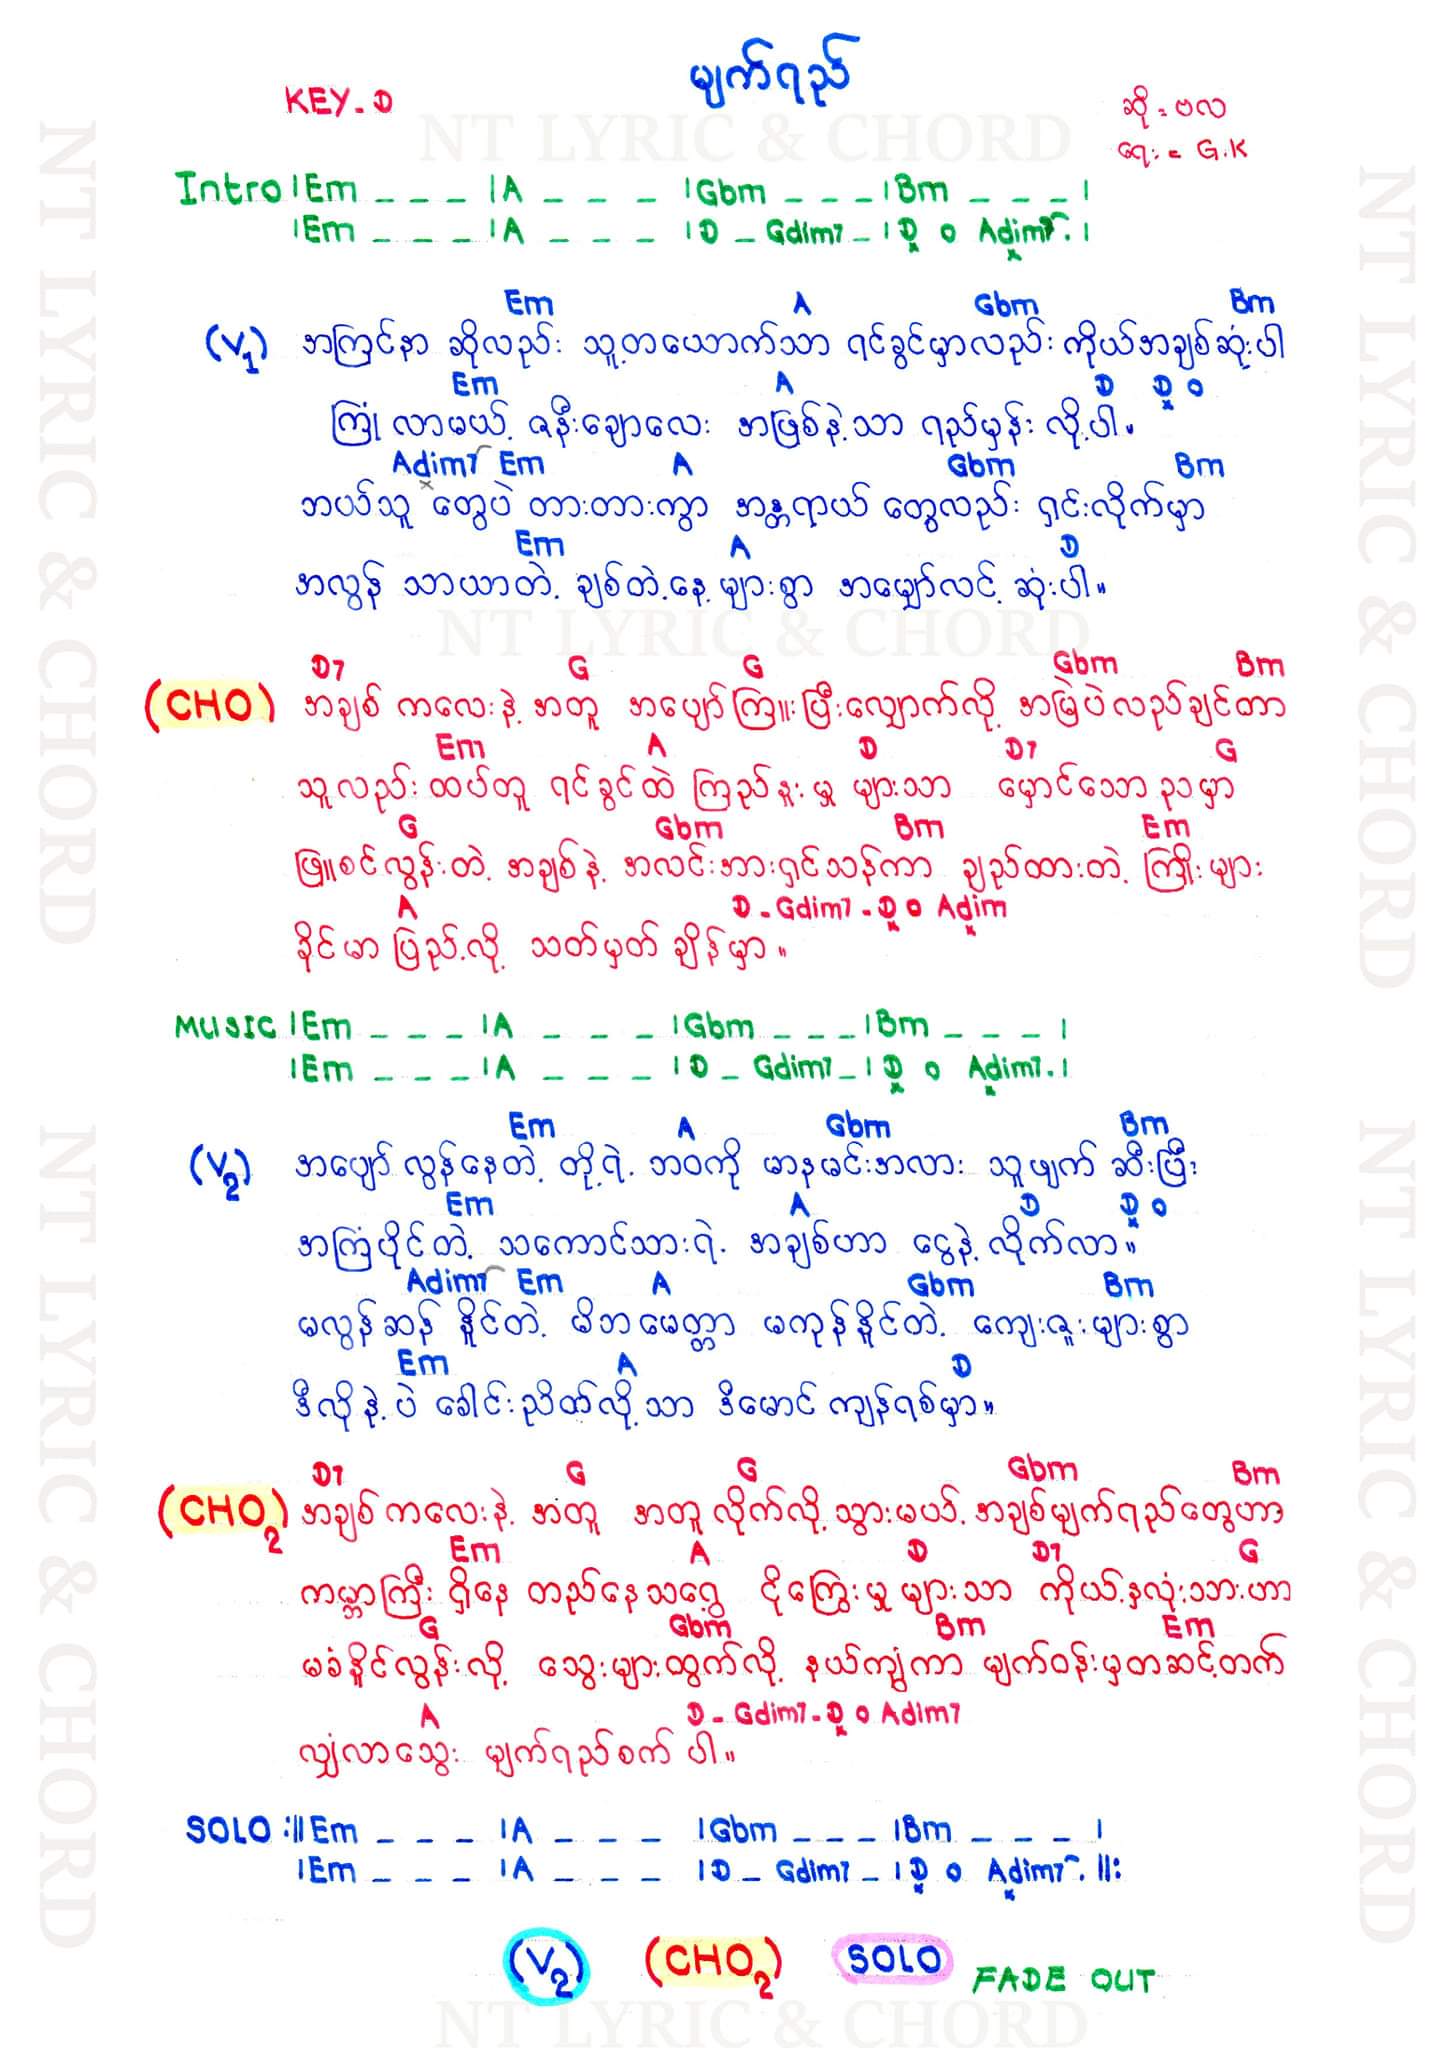 မျက်ရည်
KEY-D
ဆို = ဗလ
ရေး = G.K
NT LYRIC & CHORD
Intro |Em _ _ _ |A _ _ _ |Gbm _ _ _ |Bm _ _ _ |
|Em _ _ _ |A _ _ _ |D _ Gdim7 _ |D o Adim7. |
Em A Gbm Bm
(V1) အကြင်နာ ဆိုလည်း သူ့တယောက်သာ ရင်ခွင်မှာလည်း ကိုယ်အချစ်ဆုံးပါ
Em A D D o
ကြုံလာမယ့် ဇနီးချောလေး အဖြစ်နဲ့သာ ရည်မှန်းလို့ပါ။
Adim7 Em A Gbm Bm
ဘယ်သူ တွေပဲ တားတားကွာ အန္တရာယ် တွေလည်း ရှင်းလိုက်မှာ
Em A D
အလွန် သာယာတဲ့ ချစ်တဲ့နေ့များစွာ အမျှော်လင့် ဆုံးပါ။
D7 G G Gbm Bm
(CHO) အချစ် ကလေးနဲ့ အတူ အပျော်ကြူးပြီးလျှောက်လို့ အမြဲပဲလည်ချင်တာ
Em A D D7 G
သူလည်း ထပ်တူ ရင်ခွင်ထဲ ကြည်နူးမှု များသာ မှောင်သော ညမှာ
G Gbm Bm Em
ဖြူစင်လွန်းတဲ့ အချစ်နဲ့ အလင်းအားရှင်သန်ကာ ချည်ထားတဲ့ ကြိုးများ
A D - Gdim7 - D o Adim
ခိုင်မာ ပြည့်လို့ သတ်မှတ်ချိန်မှာ။
MUSIC |Em _ _ _ |A _ _ _ |Gbm _ _ _ |Bm _ _ _ |
|Em _ _ _ |A _ _ _ |D _ Gdim7 _ |D o Adim7. |
Em A Gbm Bm
(V2) အပျော် လွန်နေတဲ့ တို့ရဲ့ ဘဝကို မာနမင်းအလား သူဖျက် ဆီးပြီး
Em A D D o
အကြံပိုင်တဲ့ သကောင့်သားရဲ့ အချစ်ဟာ ငွေနဲ့ လိုက်လာ။
Adim7 Em A Gbm Bm
မလွန်ဆန် နိူင်တဲ့ မိဘမေတ္တာ မကုန်နိူင်တဲ့ ကျေးဇူးများစွာ
Em A D
ဒီလိုနဲ့ ပဲ ခေါင်းညိတ်လို့သာ ဒီမောင် ကျန်ရစ်မှာ။
D7 G G Gbm Bm
(CHO2) အချစ်ကလေးနဲ့ အတူ အတူလိုက်လို့ သွားမယ့် အချစ်မျက်ရည်တွေဟာ
Em A D D7 G
ကမ္ဘာကြီး ရှိနေ တည်နေသရွေ့ ငိုကြွေးမှု များသာ ကိုယ့်နှလုံးသားဟာ
G Gbm Bm Em
မခံနိူင်လွန်းလို့ သွေးများထွက်လို့ နယ်ကျွံကာ မျက်ဝန်းမှတဆင့်တက်
A D - Gdim7 - D o Adim7
လျှံလာသွေး မျက်ရည်စက် ပါ။
SOLO :||Em _ _ _ |A _ _ _ |Gbm _ _ _ |Bm _ _ _ |
|Em _ _ _ |A _ _ _ |D _ Gdim7 _ |D o Adim7. ||:
(V2) (CHO2) SOLO FADE OUT